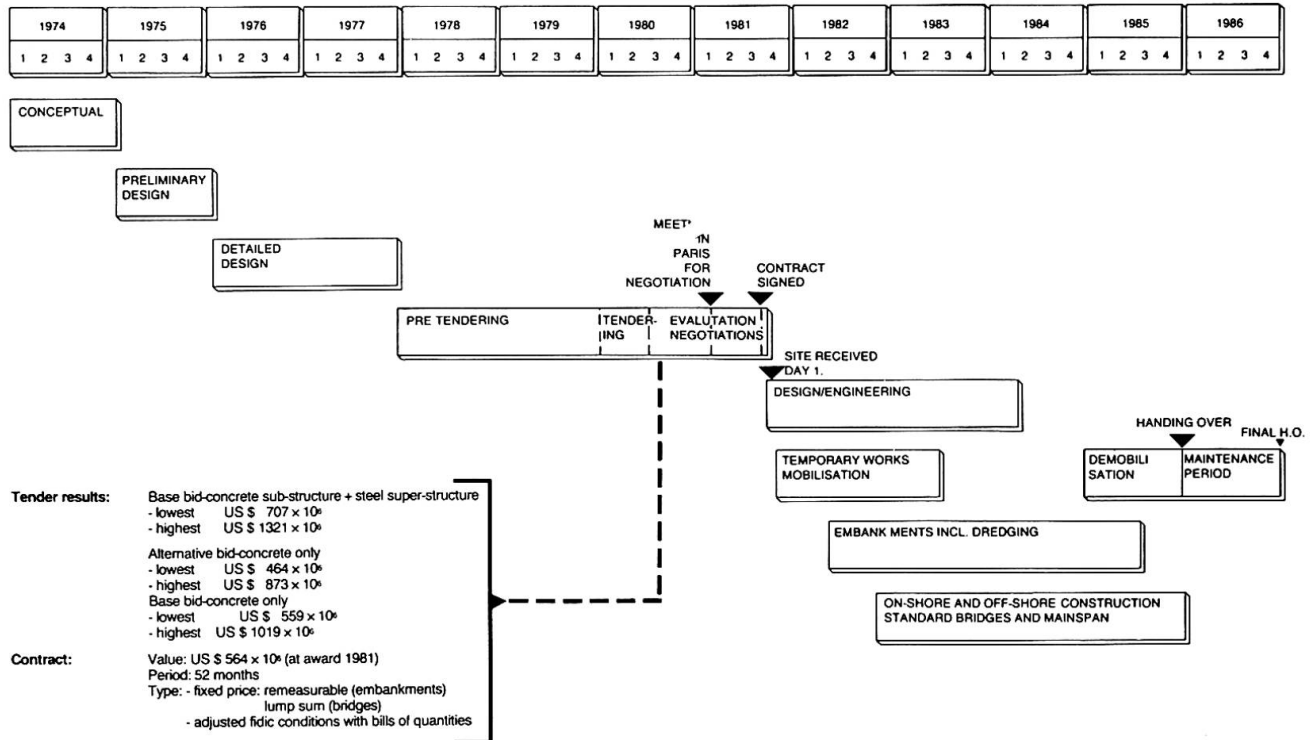 1974 1975 1976 1977 1978 1979 1980 1981 1982 1983 1984 1985 1986
1 2 3 4 1 2 3 4 1 2 3 4 1 2 3 4 1 2 3 4 1 2 3 4 1 2 3 4 1 2 3 4 1 2 3 4 1 2 3 4 1 2 3 4 1 2 3 4 1 2 3 4
CONCEPTUAL
PRELIMINARY
DESIGN
DETAILED
DESIGN
MEET'
IN
PARIS
FOR
NEGOTIATION
CONTRACT
SIGNED
PRE TENDERING
TENDER-
ING
EVALUTATION
NEGOTIATIONS
SITE RECEIVED
DAY 1.
DESIGN/ENGINEERING
TEMPORARY WORKS
MOBILISATION
HANDING OVER
FINAL H.O.
DEMOBILI
SATION
MAINTENANCE
PERIOD
EMBANK MENTS INCL. DREDGING
ON-SHORE AND OFF-SHORE CONSTRUCTION
STANDARD BRIDGES AND MAINSPAN
Tender results: Base bid-concrete sub-structure + steel super-structure
- lowest US $ 707 × 10⁶
- highest US $ 1321 × 10⁶
Alternative bid-concrete only
- lowest US $ 464 × 10⁶
- highest US $ 873 × 10⁶
Base bid-concrete only
- lowest US $ 559 × 10⁶
- highest US $ 1019 × 10⁶
Contract: Value: US $ 564 × 10⁶ (at award 1981)
Period: 52 months
Type: - fixed price: remeasurable (embankments)
lump sum (bridges)
- adjusted fidic conditions with bills of quantities